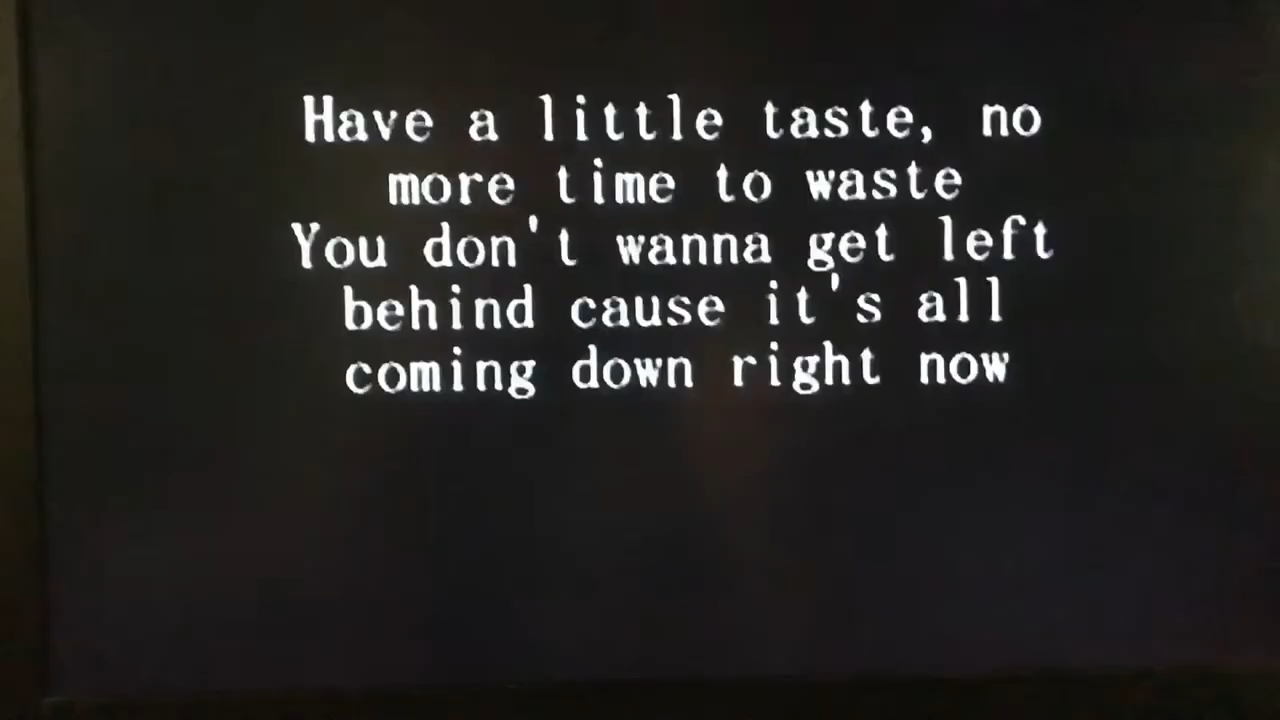 Have a little taste, no
more time to waste
You don't wanna get left
behind cause it's all
coming down right now